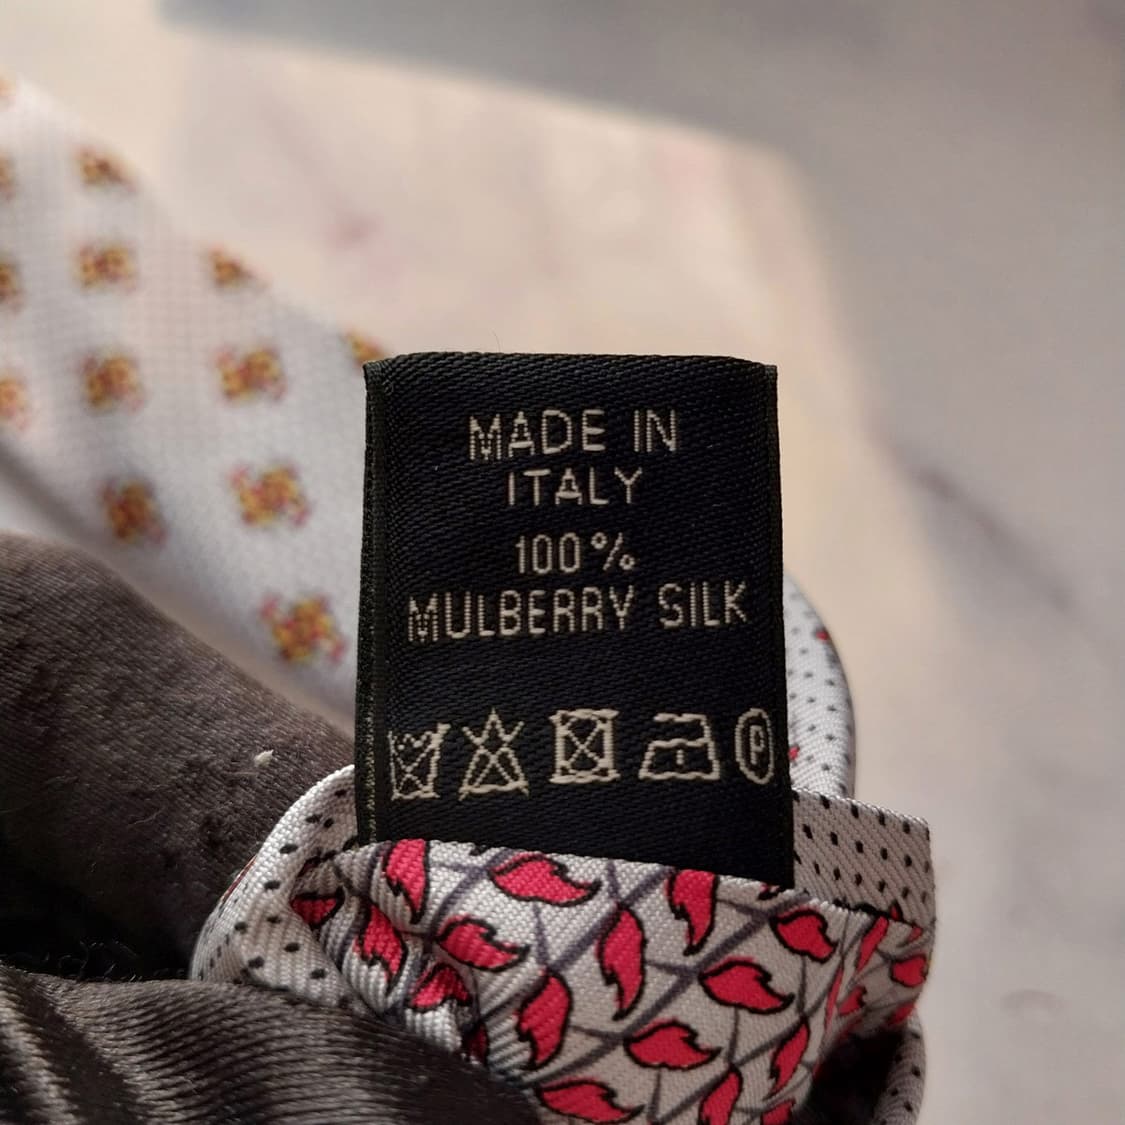 MADE IN
ITALY
100%
MULBERRY SILK
P